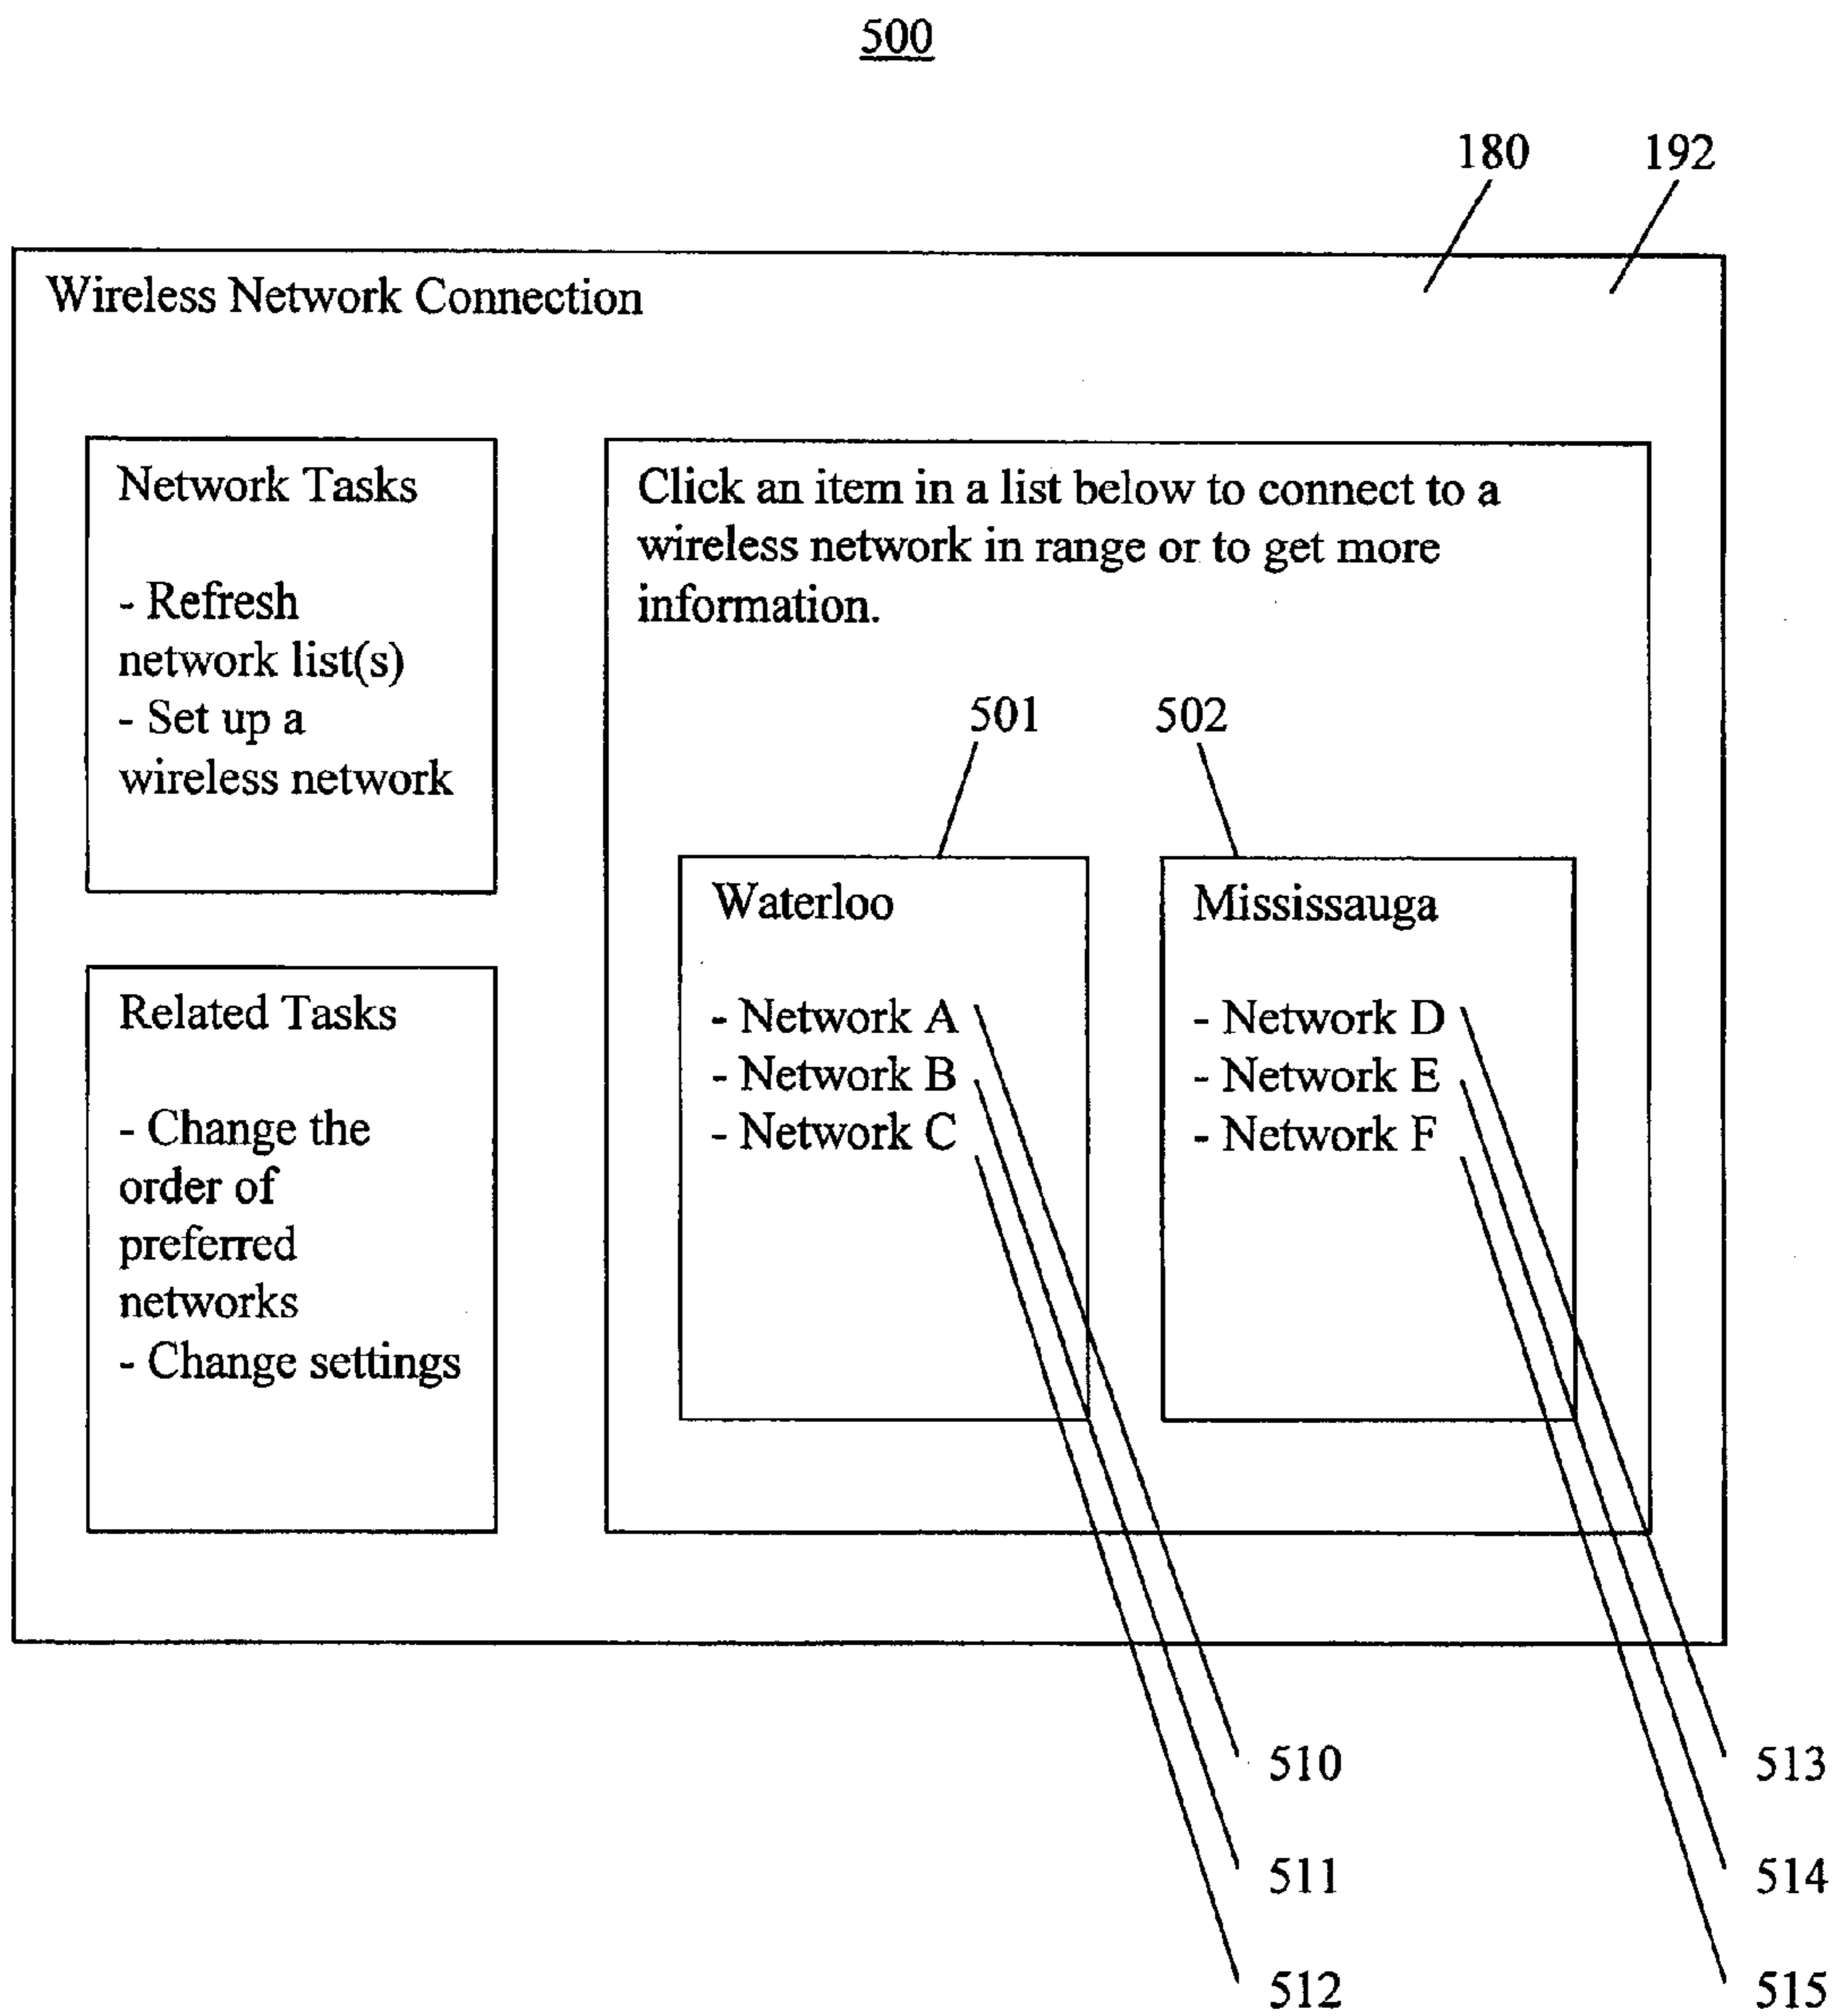 500
180 192
Wireless Network Connection
Network Tasks
- Refresh
network list(s)
- Set up a
wireless network
Related Tasks
- Change the
order of
preferred
networks
- Change settings
Click an item in a list below to connect to a
wireless network in range or to get more
information.
501 502
Waterloo
- Network A
- Network B
- Network C
Mississauga
- Network D
- Network E
- Network F
510 513
511 514
512 515